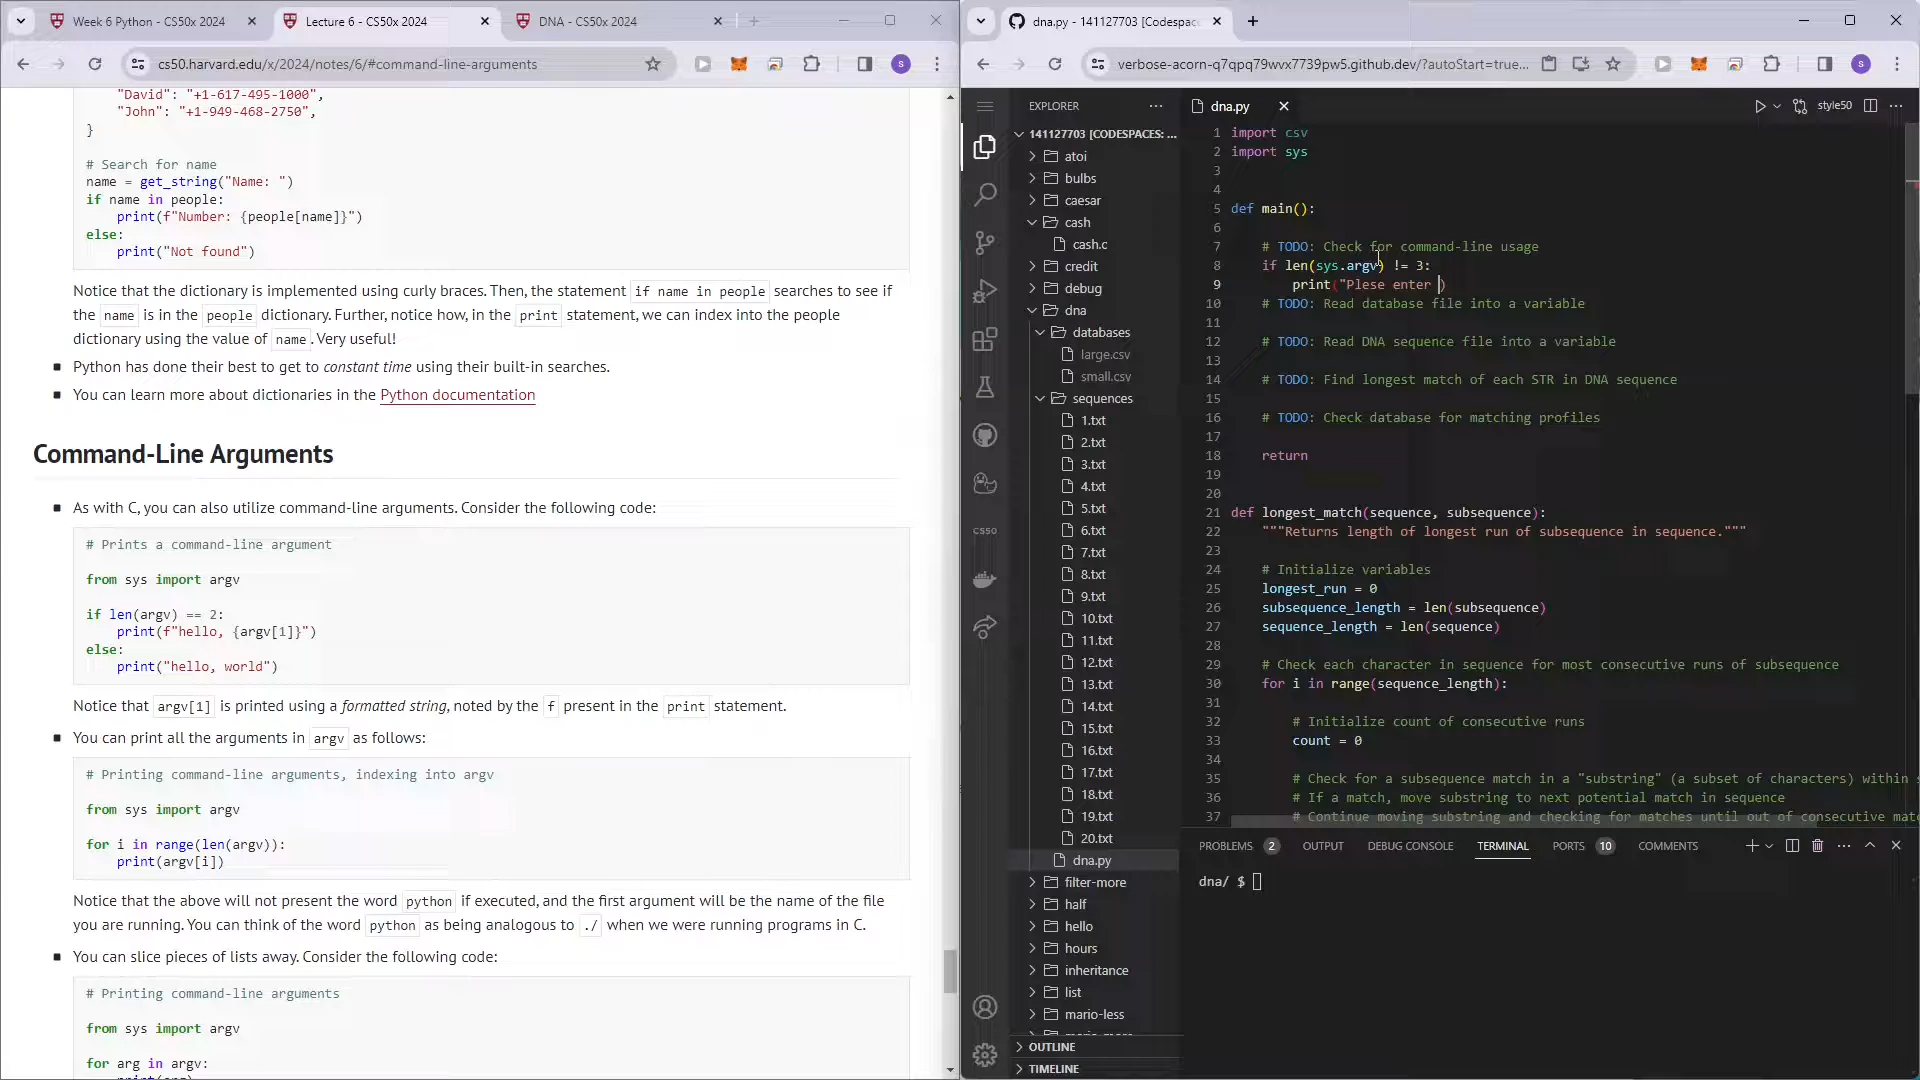 Week 6 Python - CS50x 2024
Lecture 6 - CS50x 2024
DNA - CS50x 2024
cs50.harvard.edu/x/2024/notes/6/#command-line-arguments
S
"David": "+1-617-495-1000",
"John": "+1-949-468-2750",
}
# Search for name
name = get_string("Name: ")
if name in people:
print(f"Number: {people[name]}")
else:
print("Not found")
Notice that the dictionary is implemented using curly braces. Then, the statement if name in people searches to see if
the name is in the people dictionary. Further, notice how, in the print statement, we can index into the people
dictionary using the value of name. Very useful!
Python has done their best to get to constant time using their built-in searches.
You can learn more about dictionaries in the Python documentation
Command-Line Arguments
As with C, you can also utilize command-line arguments. Consider the following code:
# Prints a command-line argument
from sys import argv
if len(argv) == 2:
print(f"hello, {argv[1]}")
else:
print("hello, world")
Notice that argv[1] is printed using a formatted string, noted by the f present in the print statement.
You can print all the arguments in argv as follows:
# Printing command-line arguments, indexing into argv
from sys import argv
for i in range(len(argv)):
print(argv[i])
Notice that the above will not present the word python if executed, and the first argument will be the name of the file
you are running. You can think of the word python as being analogous to ./ when we were running programs in C.
You can slice pieces of lists away. Consider the following code:
# Printing command-line arguments
from sys import argv
for arg in argv:
print(arg)
dna.py - 141127703 [Codespac
verbose-acorn-q7qpq79wvx7739pw5.github.dev/?autoStart=true...
S
EXPLORER
141127703 [CODESPACES: ...
atoi
bulbs
caesar
cash
cash.c
credit
debug
dna
databases
large.csv
small.csv
sequences
1.txt
2.txt
3.txt
4.txt
5.txt
6.txt
7.txt
8.txt
9.txt
10.txt
11.txt
12.txt
13.txt
14.txt
15.txt
16.txt
17.txt
18.txt
19.txt
20.txt
dna.py
filter-more
half
hello
hours
inheritance
list
mario-less
OUTLINE
TIMELINE
CS50
dna.py
style50
1 import csv
2 import sys
3
4
5 def main():
6
7 # TODO: Check for command-line usage
8 if len(sys.argv) != 3:
9 print("Plese enter )
10 # TODO: Read database file into a variable
11
12 # TODO: Read DNA sequence file into a variable
13
14 # TODO: Find longest match of each STR in DNA sequence
15
16 # TODO: Check database for matching profiles
17
18 return
19
20
21 def longest_match(sequence, subsequence):
22 """Returns length of longest run of subsequence in sequence."""
23
24 # Initialize variables
25 longest_run = 0
26 subsequence_length = len(subsequence)
27 sequence_length = len(sequence)
28
29 # Check each character in sequence for most consecutive runs of subsequence
30 for i in range(sequence_length):
31
32 # Initialize count of consecutive runs
33 count = 0
34
35 # Check for a subsequence match in a "substring" (a subset of characters) within s
36 # If a match, move substring to next potential match in sequence
37 # Continue moving substring and checking for matches until out of consecutive matc
PROBLEMS 2 OUTPUT DEBUG CONSOLE TERMINAL PORTS 10 COMMENTS
dna/ $